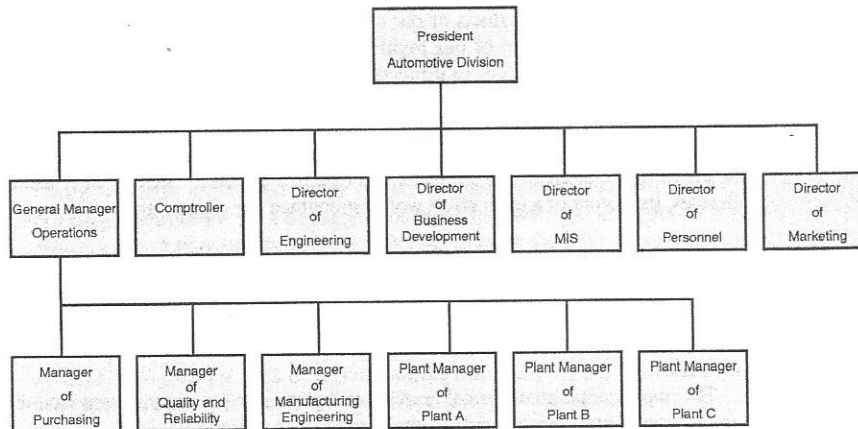 President
Automotive Division
General Manager
Operations
Comptroller
Director
of
Engineering
Director
of
Business
Development
Director
of
MIS
Director
of
Personnel
Director
of
Marketing
Manager
of
Purchasing
Manager
of
Quality and
Reliability
Manager
of
Manufacturing
Engineering
Plant Manager
of
Plant A
Plant Manager
of
Plant B
Plant Manager
of
Plant C